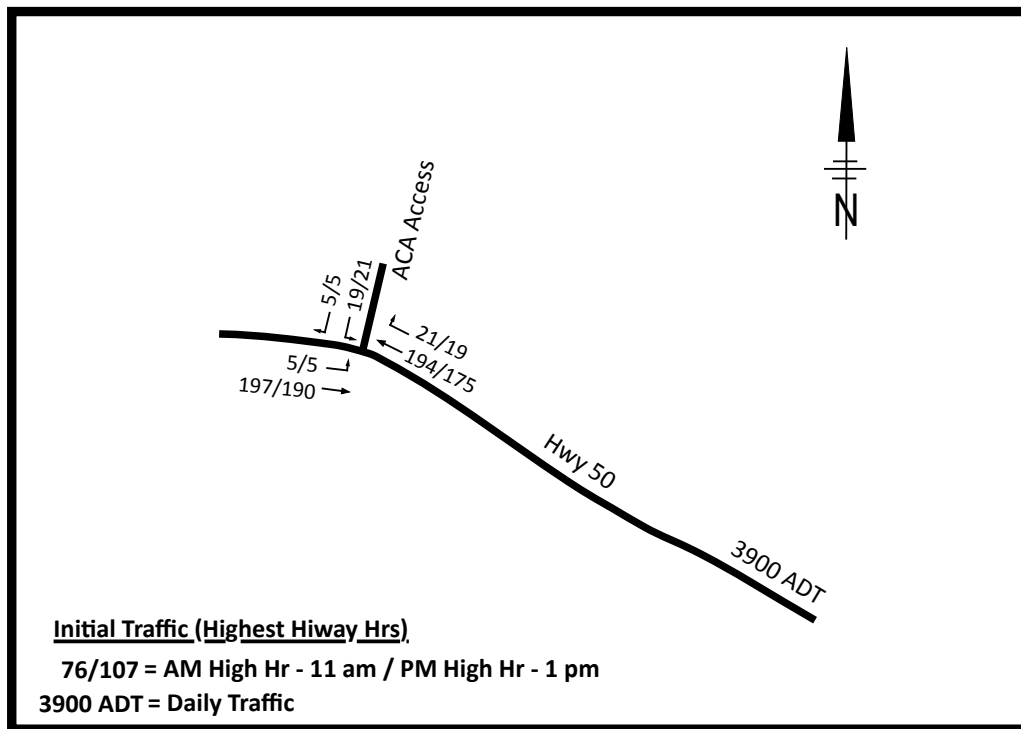 N
ACA Access
5/5
19/21
21/19
194/175
5/5
197/190
Hwy 50
3900 ADT
Initial Traffic (Highest Hiway Hrs)
76/107 = AM High Hr - 11 am / PM High Hr - 1 pm
3900 ADT = Daily Traffic